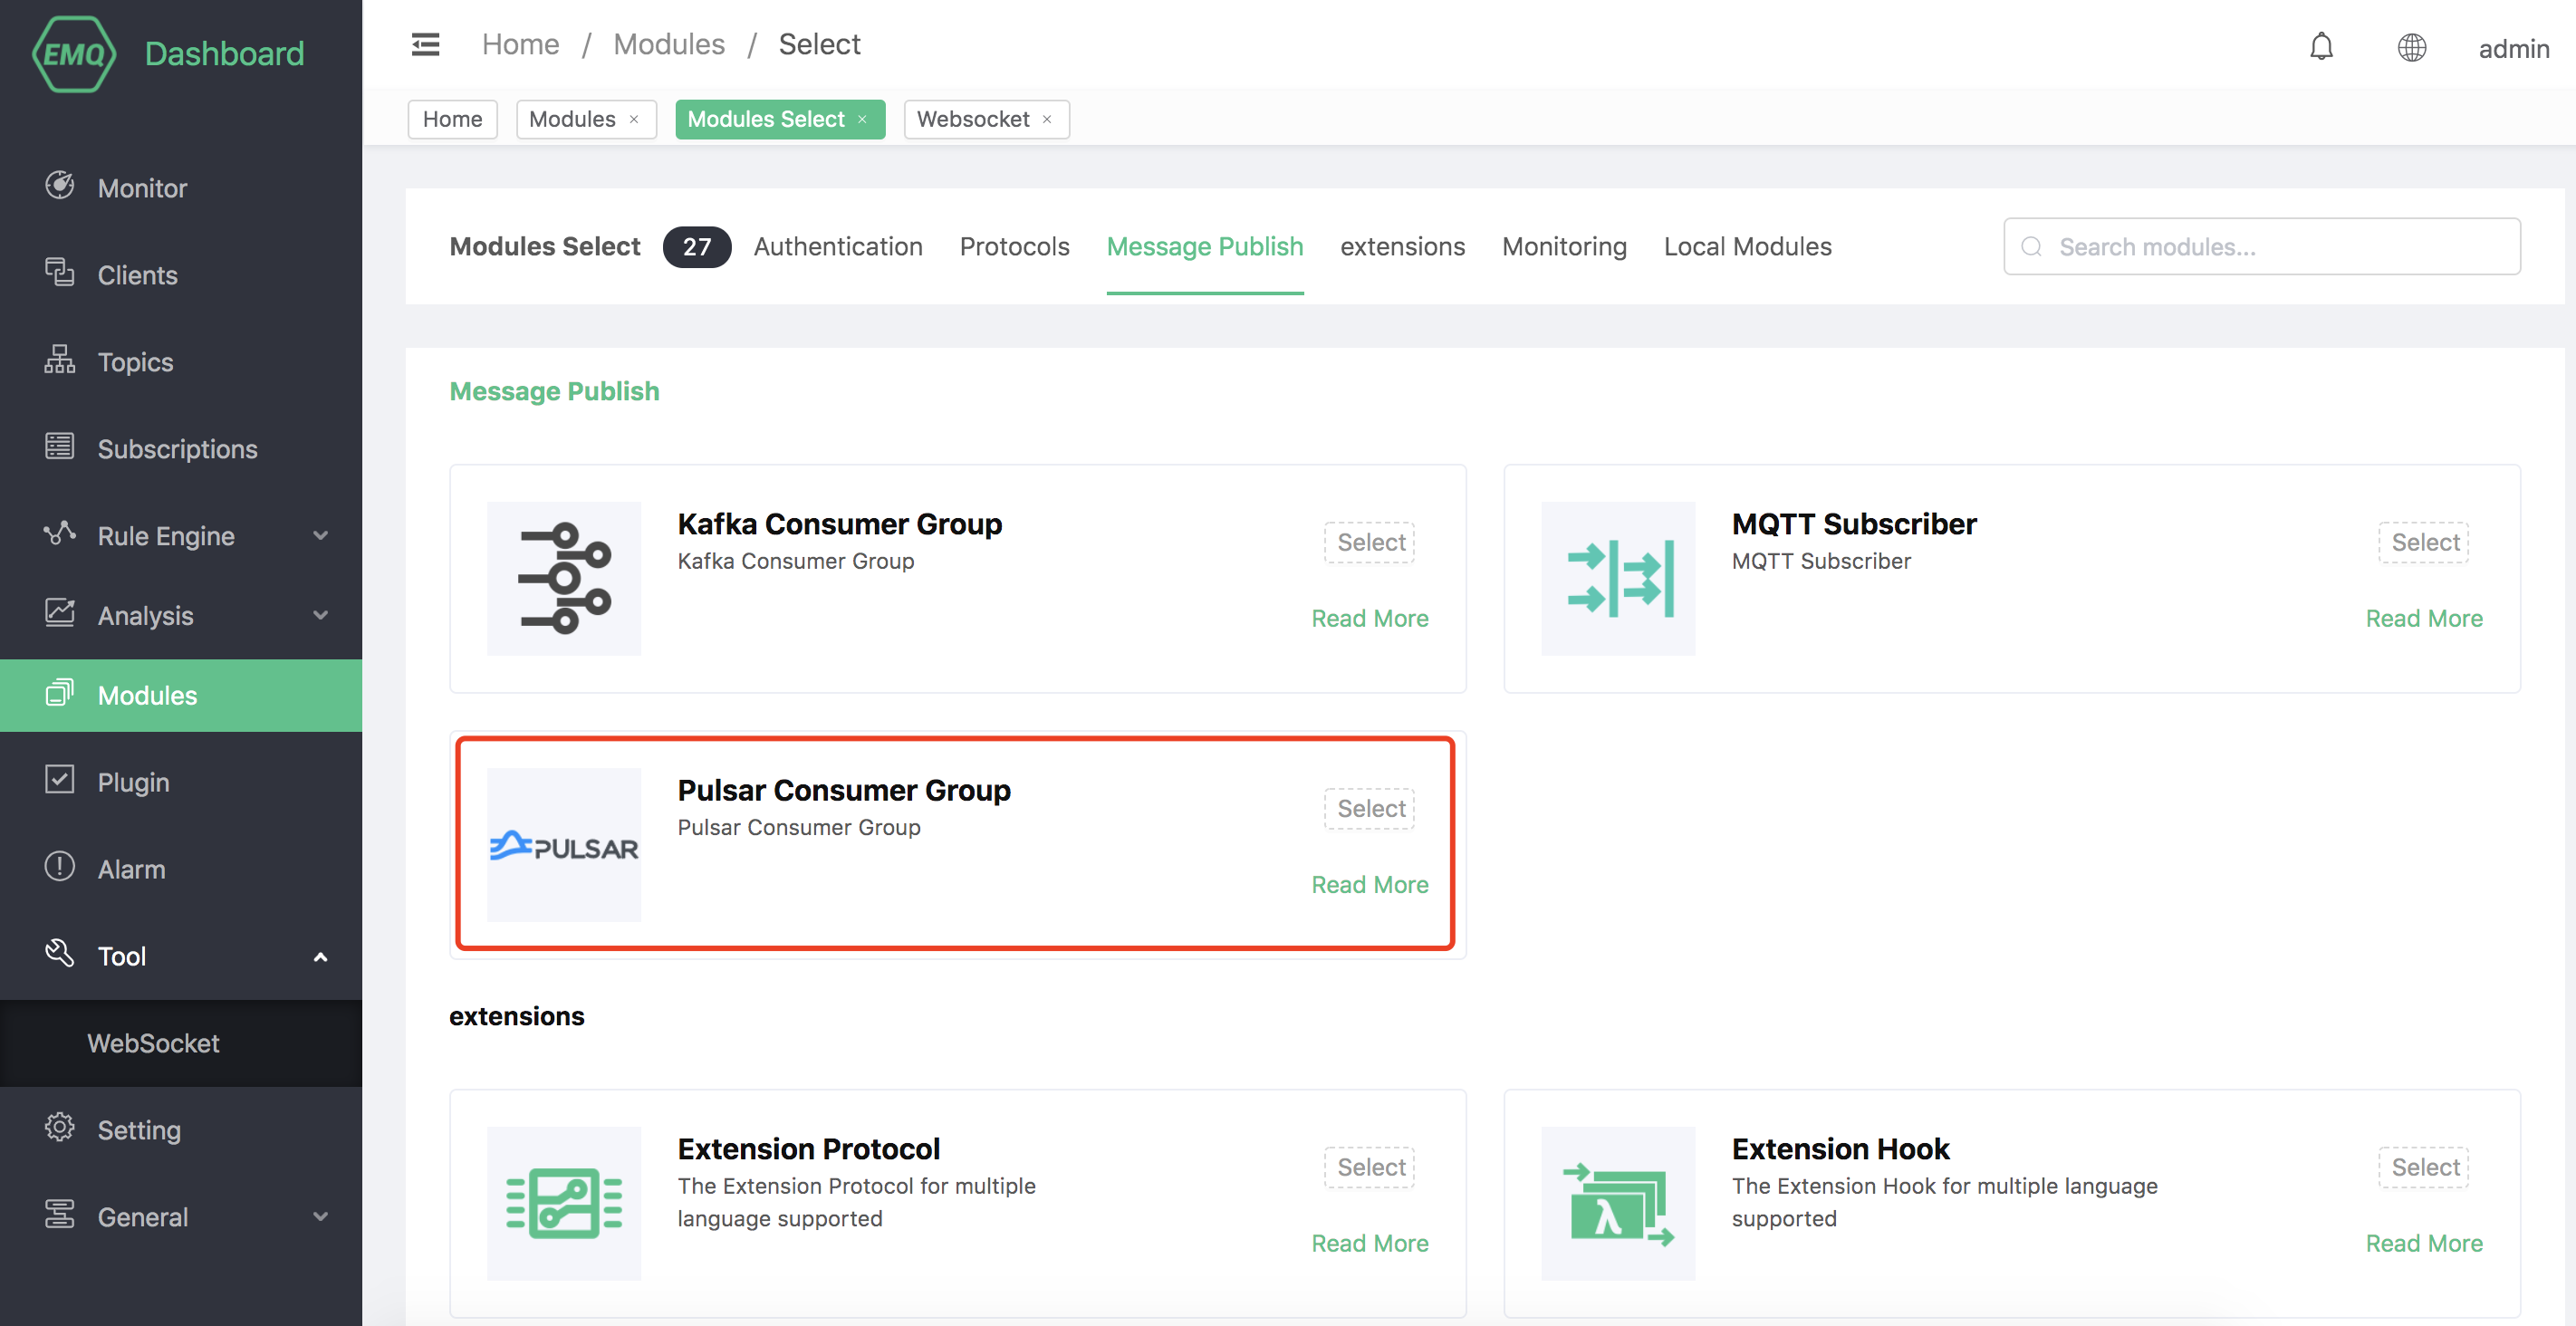 EMQ Dashboard
Home / Modules / Select
admin
Home
Modules ×
Modules Select ×
Websocket ×
Monitor
Clients
Topics
Subscriptions
Rule Engine
Analysis
Modules
Plugin
Alarm
Tool
WebSocket
Setting
General
Modules Select 27 Authentication Protocols Message Publish extensions Monitoring Local Modules
Search modules...
Message Publish
Kafka Consumer Group
Kafka Consumer Group
Select
Read More
MQTT Subscriber
MQTT Subscriber
Select
Read More
PULSAR
Pulsar Consumer Group
Pulsar Consumer Group
Select
Read More
extensions
Extension Protocol
The Extension Protocol for multiple
language supported
Select
Read More
λ
Extension Hook
The Extension Hook for multiple language
supported
Select
Read More